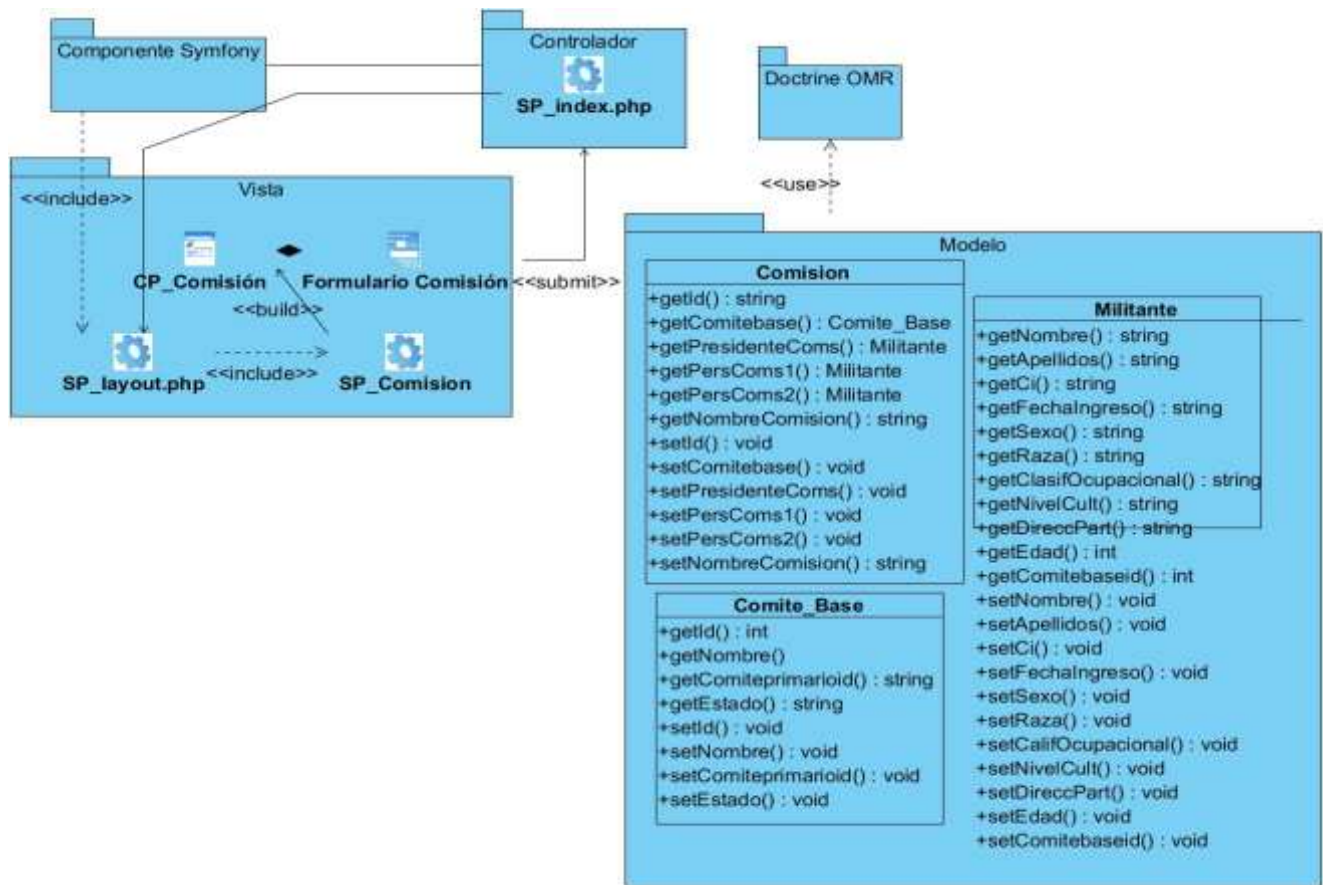 Componente Symfony
Controlador
SP_index.php
Doctrine OMR
<<use>>
Vista
<<include>>
CP_Comisión
Formulario Comisión
<<submit>>
<<build>>
SP_layout.php
<<include>>
SP_Comision
Modelo
Comision
+getId() : string
+getComitebase() : Comite_Base
+getPresidenteComs() : Militante
+getPersComs1() : Militante
+getPersComs2() : Militante
+getNombreComision() : string
+setId() : void
+setComitebase() : void
+setPresidenteComs() : void
+setPersComs1() : void
+setPersComs2() : void
+setNombreComision() : string
Comite_Base
+getId() : int
+getNombre()
+getComiteprimarioid() : string
+getEstado() : string
+setId() : void
+setNombre() : void
+setComiteprimarioid() : void
+setEstado() : void
Militante
+getNombre() : string
+getApellidos() : string
+getCi() : string
+getFechaIngreso() : string
+getSexo() : string
+getRaza() : string
+getClasifOcupacional() : string
+getNivelCult() : string
+getDireccPart() : string
+getEdad() : int
+getComitebaseid() : int
+setNombre() : void
+setApellidos() : void
+setCi() : void
+setFechaIngreso() : void
+setSexo() : void
+setRaza() : void
+setCalifOcupacional() : void
+setNivelCult() : void
+setDireccPart() : void
+setEdad() : void
+setComitebaseid() : void